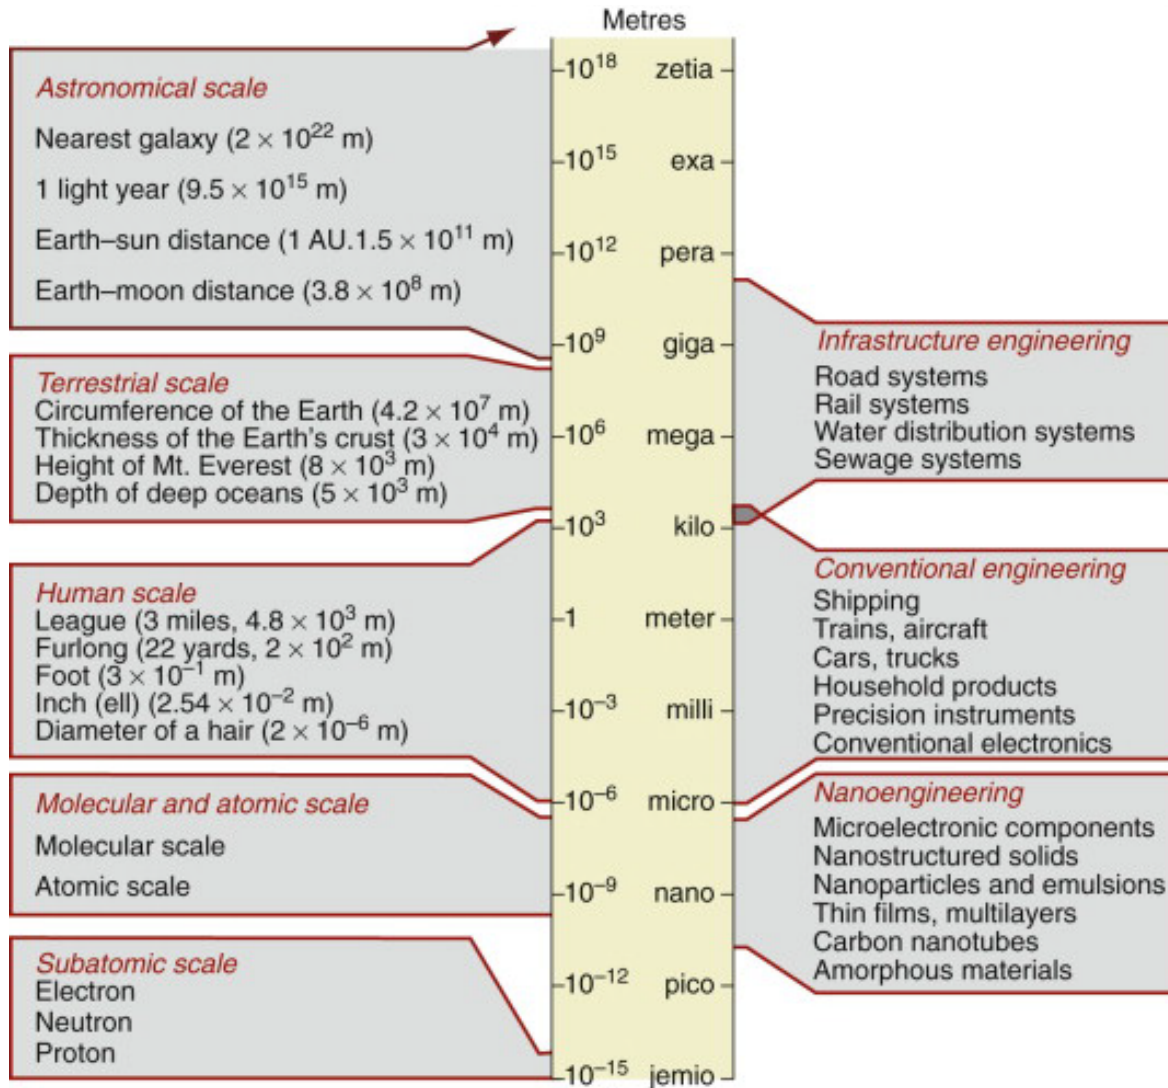 Metres
Astronomical scale
Nearest galaxy (2 × 10²² m)
1 light year (9.5 × 10¹⁵ m)
Earth–sun distance (1 AU.1.5 × 10¹¹ m)
Earth–moon distance (3.8 × 10⁸ m)
Terrestrial scale
Circumference of the Earth (4.2 × 10⁷ m)
Thickness of the Earth's crust (3 × 10⁴ m)
Height of Mt. Everest (8 × 10³ m)
Depth of deep oceans (5 × 10³ m)
Human scale
League (3 miles, 4.8 × 10³ m)
Furlong (22 yards, 2 × 10² m)
Foot (3 × 10⁻¹ m)
Inch (ell) (2.54 × 10⁻² m)
Diameter of a hair (2 × 10⁻⁶ m)
Molecular and atomic scale
Molecular scale
Atomic scale
Subatomic scale
Electron
Neutron
Proton
10¹⁸ zetia
10¹⁵ exa
10¹² pera
10⁹ giga
10⁶ mega
10³ kilo
1 meter
10⁻³ milli
10⁻⁶ micro
10⁻⁹ nano
10⁻¹² pico
10⁻¹⁵ jemio
Infrastructure engineering
Road systems
Rail systems
Water distribution systems
Sewage systems
Conventional engineering
Shipping
Trains, aircraft
Cars, trucks
Household products
Precision instruments
Conventional electronics
Nanoengineering
Microelectronic components
Nanostructured solids
Nanoparticles and emulsions
Thin films, multilayers
Carbon nanotubes
Amorphous materials